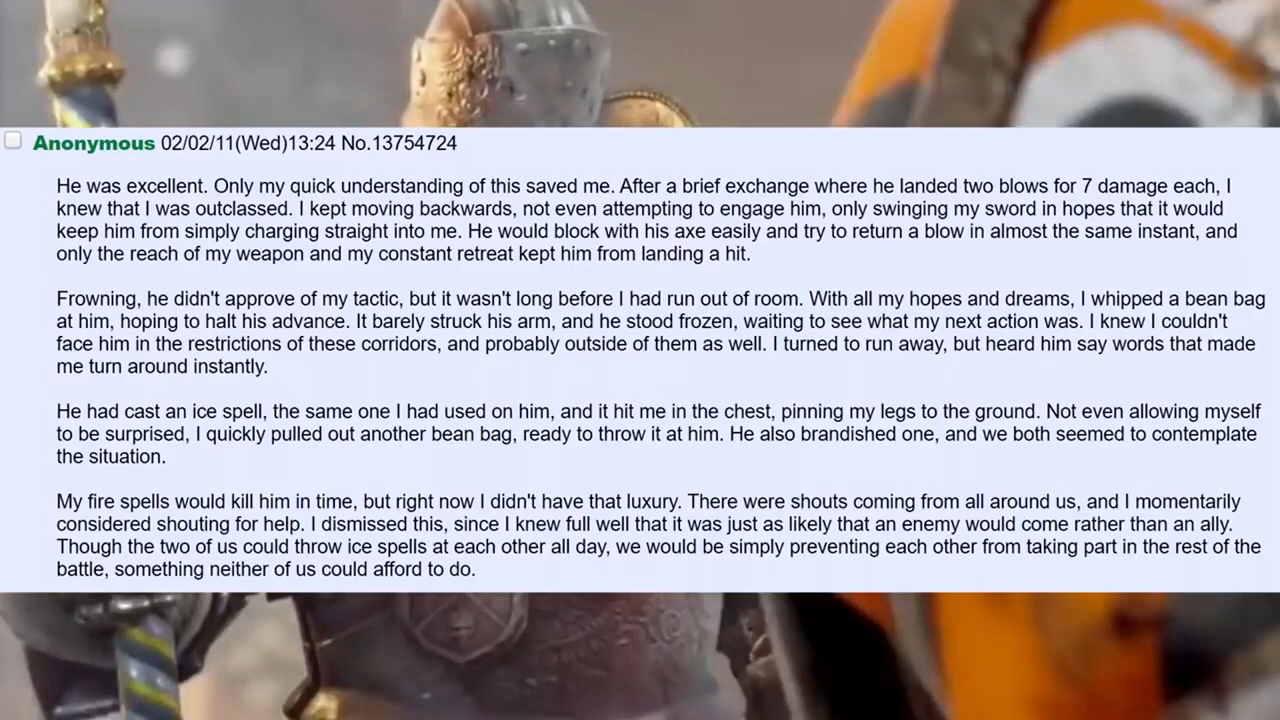 Anonymous 02/02/11(Wed)13:24 No.13754724
He was excellent. Only my quick understanding of this saved me. After a brief exchange where he landed two blows for 7 damage each, I
knew that I was outclassed. I kept moving backwards, not even attempting to engage him, only swinging my sword in hopes that it would
keep him from simply charging straight into me. He would block with his axe easily and try to return a blow in almost the same instant, and
only the reach of my weapon and my constant retreat kept him from landing a hit.
Frowning, he didn't approve of my tactic, but it wasn't long before I had run out of room. With all my hopes and dreams, I whipped a bean bag
at him, hoping to halt his advance. It barely struck his arm, and he stood frozen, waiting to see what my next action was. I knew I couldn't
face him in the restrictions of these corridors, and probably outside of them as well. I turned to run away, but heard him say words that made
me turn around instantly.
He had cast an ice spell, the same one I had used on him, and it hit me in the chest, pinning my legs to the ground. Not even allowing myself
to be surprised, I quickly pulled out another bean bag, ready to throw it at him. He also brandished one, and we both seemed to contemplate
the situation.
My fire spells would kill him in time, but right now I didn't have that luxury. There were shouts coming from all around us, and I momentarily
considered shouting for help. I dismissed this, since I knew full well that it was just as likely that an enemy would come rather than an ally.
Though the two of us could throw ice spells at each other all day, we would be simply preventing each other from taking part in the rest of the
battle, something neither of us could afford to do.